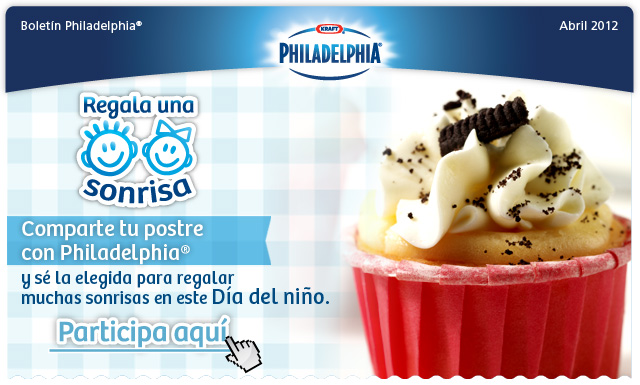 Boletín Philadelphia®
Abril 2012
KRAFT
PHILADELPHIA®
Regala una
sonrisa
Comparte tu postre
con Philadelphia®
y sé la elegida para regalar
muchas sonrisas en este Día del niño.
Participa aquí